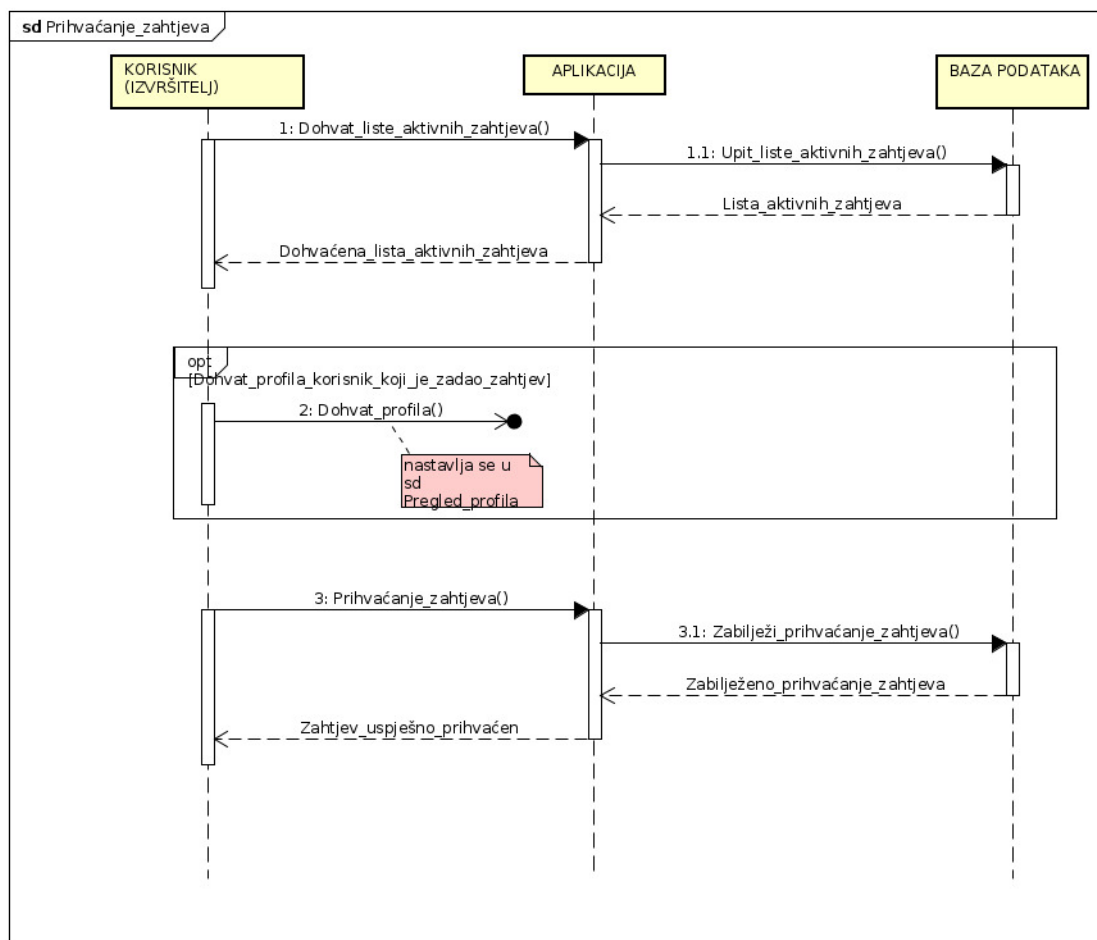 sd Prihvaćanje_zahtjeva
KORISNIK
(IZVRŠITELJ)
APLIKACIJA
BAZA PODATAKA
1: Dohvat_liste_aktivnih_zahtjeva()
1.1: Upit_liste_aktivnih_zahtjeva()
Lista_aktivnih_zahtjeva
Dohvaćena_lista_aktivnih_zahtjeva
opt
[Dohvat_profila_korisnik_koji_je_zadao_zahtjev]
2: Dohvat_profila()
nastavlja se u
sd
Pregled_profila
3: Prihvaćanje_zahtjeva()
3.1: Zabilježi_prihvaćanje_zahtjeva()
Zabilježeno_prihvaćanje_zahtjeva
Zahtjev_uspješno_prihvaćen